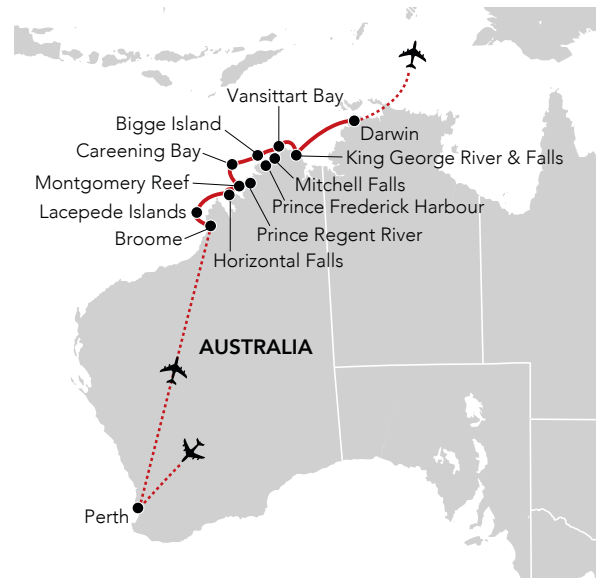 Vansittart Bay
Bigge Island
Darwin
Careening Bay
King George River & Falls
Montgomery Reef
Mitchell Falls
Prince Frederick Harbour
Lacepede Islands
Prince Regent River
Broome
Horizontal Falls
AUSTRALIA
Perth